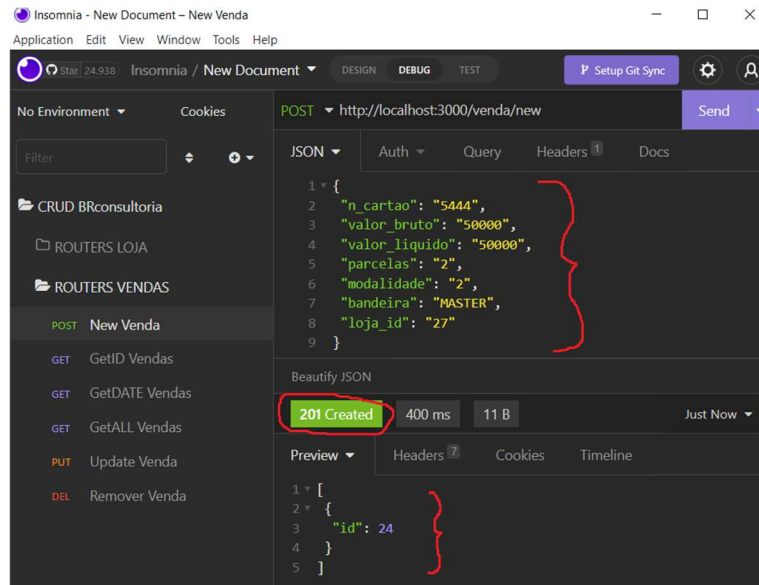 Insomnia - New Document – New Venda
Application Edit View Window Tools Help
Star 24.938 Insomnia / New Document DESIGN DEBUG TEST Setup Git Sync
No Environment Cookies
POST http://localhost:3000/venda/new Send
Filter
JSON Auth Query Headers 1 Docs
CRUD BRconsultoria
ROUTERS LOJA
ROUTERS VENDAS
POST New Venda
GET GetID Vendas
GET GetDATE Vendas
GET GetALL Vendas
PUT Update Venda
DEL Remover Venda
1 {
2 "n_cartao": "5444",
3 "valor_bruto": "50000",
4 "valor_liquido": "50000",
5 "parcelas": "2",
6 "modalidade": "2",
7 "bandeira": "MASTER",
8 "loja_id": "27"
9 }
Beautify JSON
201 Created 400 ms 11 B Just Now
Preview Headers 7 Cookies Timeline
1 [
2 {
3 "id": 24
4 }
5 ]